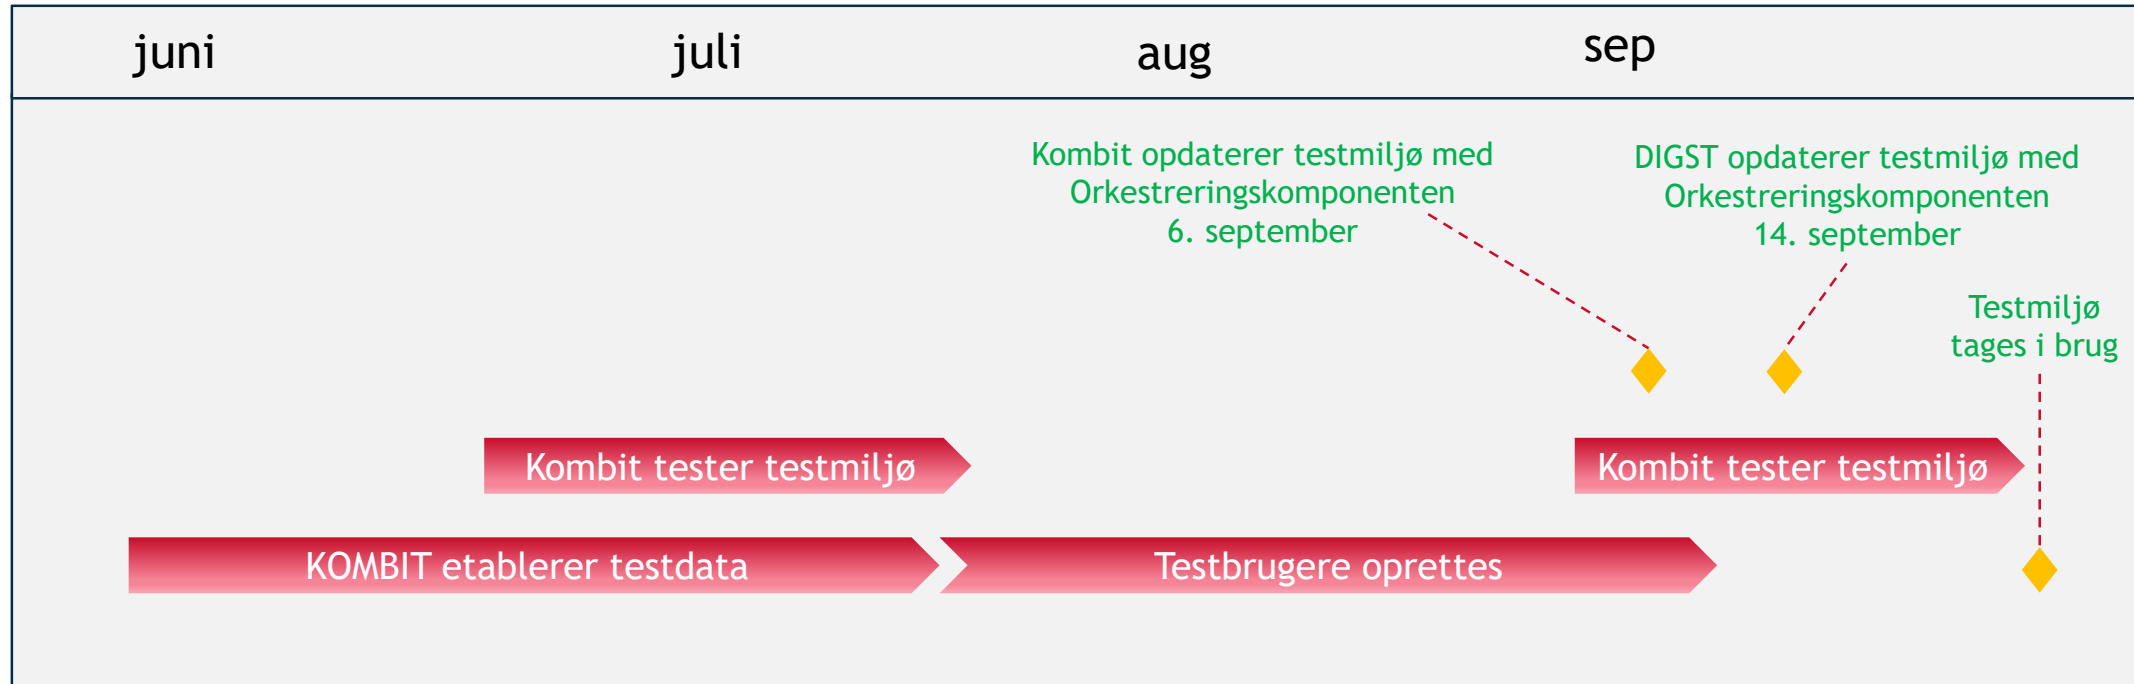 juni
juli
aug
sep
Kombit opdaterer testmiljø med
Orkestreringskomponenten
6. september
DIGST opdaterer testmiljø med
Orkestreringskomponenten
14. september
Testmiljø
tages i brug
Kombit tester testmiljø
Kombit tester testmiljø
KOMBIT etablerer testdata
Testbrugere oprettes